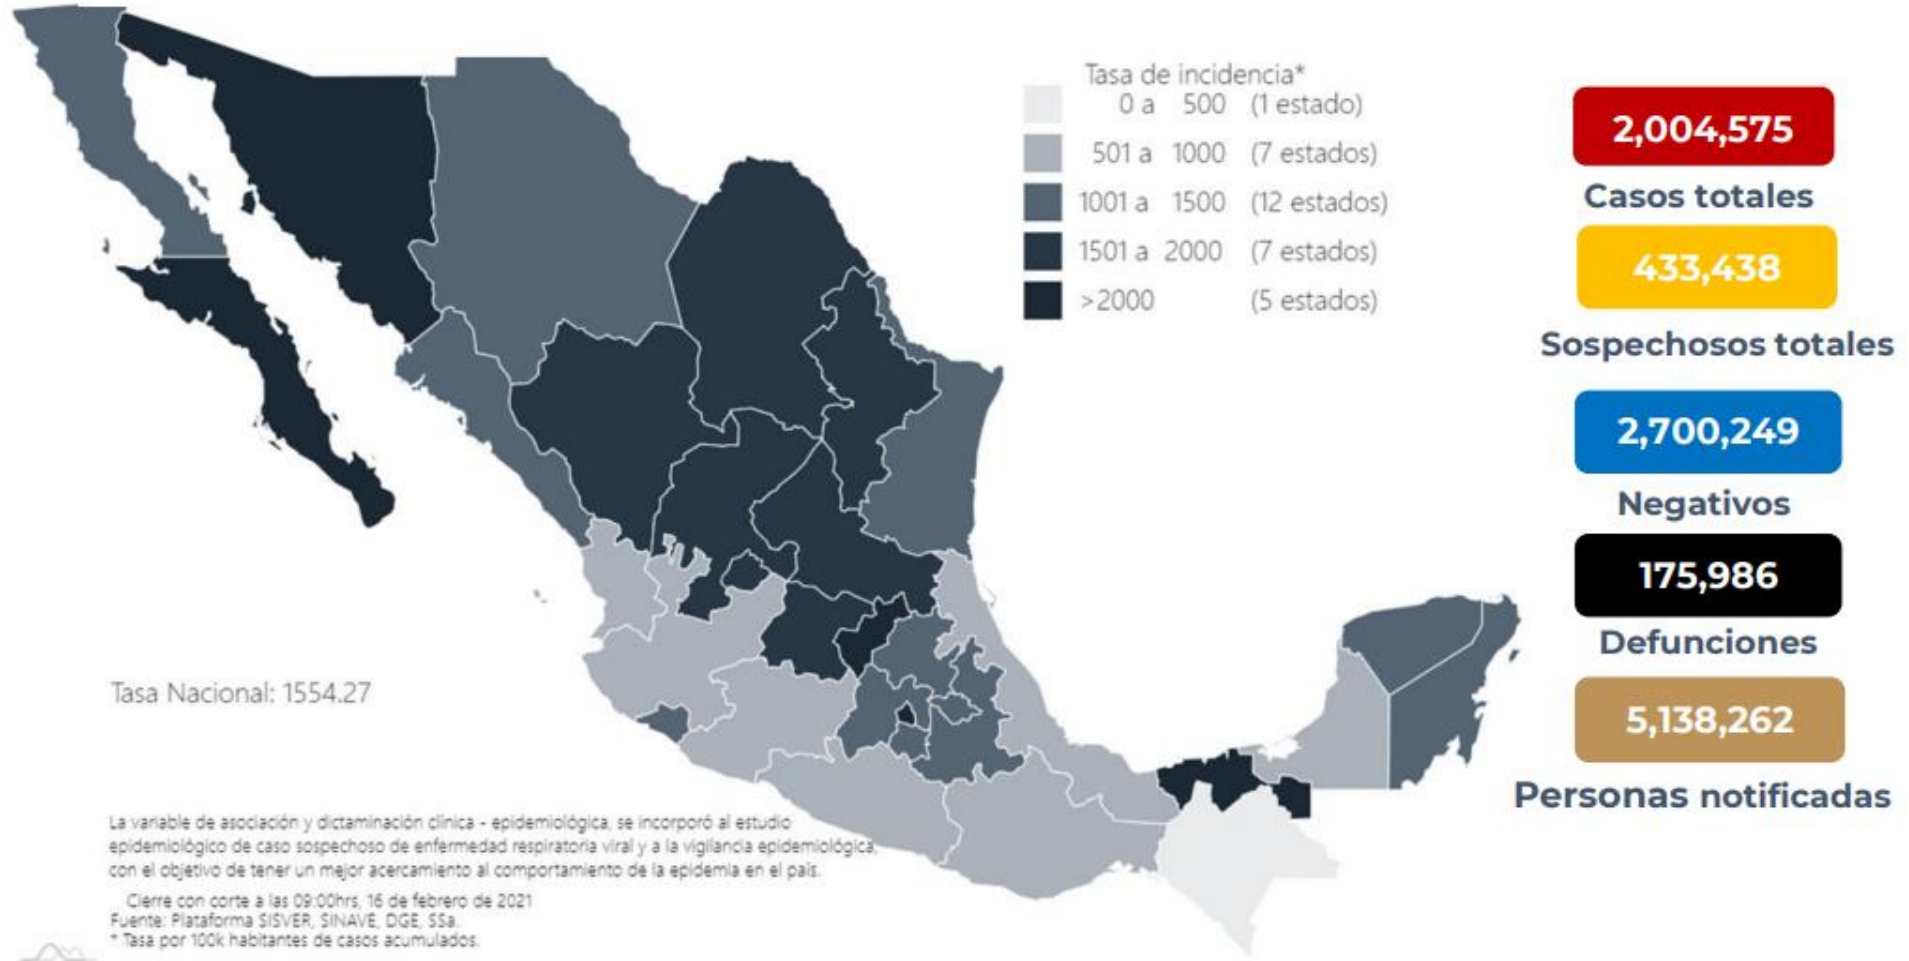 Tasa de incidencia*
0 a 500 (1 estado)
501 a 1000 (7 estados)
1001 a 1500 (12 estados)
1501 a 2000 (7 estados)
>2000 (5 estados)
2,004,575
Casos totales
433,438
Sospechosos totales
2,700,249
Negativos
175,986
Defunciones
5,138,262
Personas notificadas
Tasa Nacional: 1554.27
La variable de asociación y dictaminación clínica - epidemiológica, se incorporó al estudio
epidemiológico de caso sospechoso de enfermedad respiratoria viral y a la vigilancia epidemiológica,
con el objetivo de tener un mejor acercamiento al comportamiento de la epidemia en el país.
Cierre con corte a las 09:00hrs, 16 de febrero de 2021
Fuente: Plataforma SISVER, SINAVE, DGE, SSa.
* Tasa por 100k habitantes de casos acumulados.